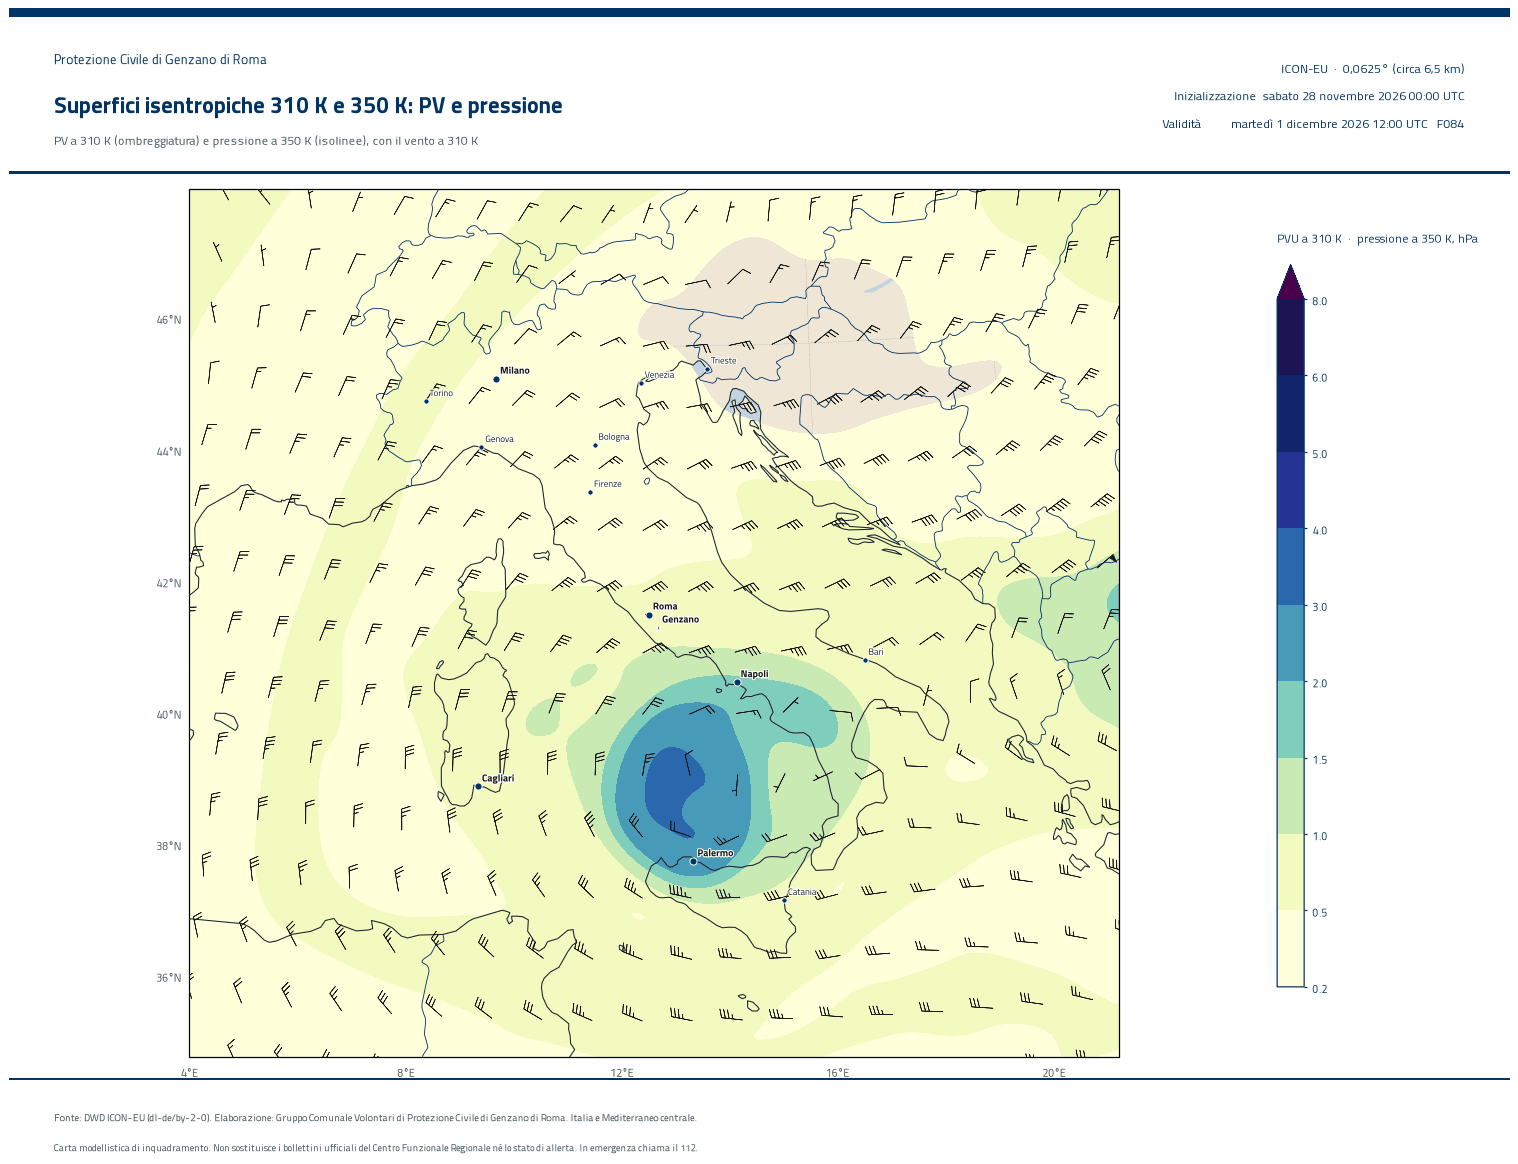 Protezione Civile di Genzano di Roma
Superfici isentropiche 310 K e 350 K: PV e pressione
PV a 310 K (ombreggiatura) e pressione a 350 K (isolinee), con il vento a 310 K
ICON-EU · 0,0625° (circa 6,5 km)
Inizializzazione sabato 28 novembre 2026 00:00 UTC
Validità martedì 1 dicembre 2026 12:00 UTC F084
PVU a 310 K · pressione a 350 K, hPa
8.0
6.0
5.0
4.0
3.0
2.0
1.5
1.0
0.5
0.2
46°N
44°N
42°N
40°N
38°N
36°N
4°E
8°E
12°E
16°E
20°E
Trieste
Milano
Venezia
Torino
Bologna
Genova
Firenze
Roma
Genzano
Bari
Napoli
Cagliari
Palermo
Catania
Fonte: DWD ICON-EU (dl-de/by-2-0). Elaborazione: Gruppo Comunale Volontari di Protezione Civile di Genzano di Roma. Italia e Mediterraneo centrale.
Carta modellistica di inquadramento. Non sostituisce i bollettini ufficiali del Centro Funzionale Regionale né lo stato di allerta. In emergenza chiama il 112.